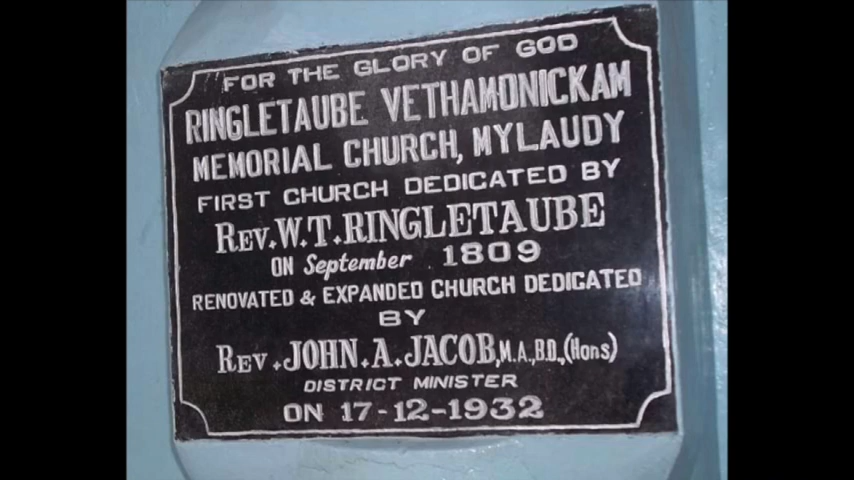 FOR THE GLORY OF GOD
RINGLETAUBE VETHAMONICKAM
MEMORIAL CHURCH, MYLAUDY
FIRST CHURCH DEDICATED BY
REV. W.T. RINGLETAUBE
ON September 1809
RENOVATED & EXPANDED CHURCH DEDICATED
BY
REV. JOHN. A. JACOB, M.A., B.D., (Hons)
DISTRICT MINISTER
ON 17-12-1932